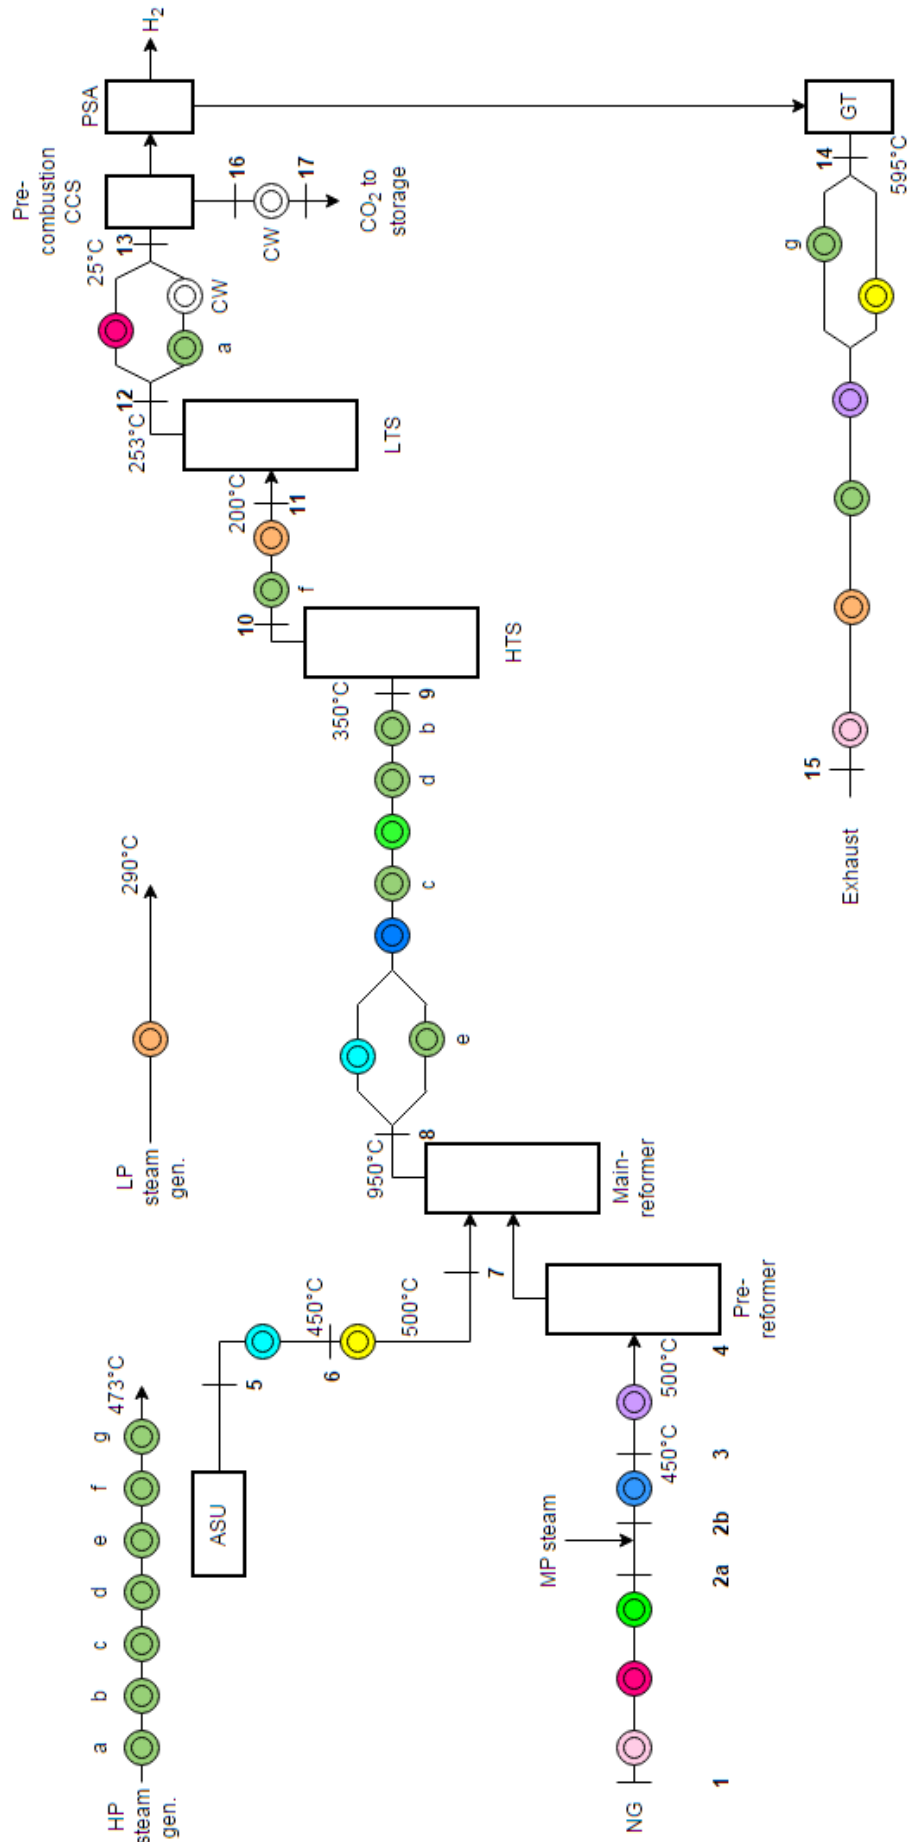 HP
steam
gen.
a
b
c
d
e
f
g
473°C
LP
steam
gen.
290°C
ASU
5
6
450°C
500°C
7
NG
1
2a
MP steam
2b
3
450°C
500°C
4
Pre-
reformer
Main-
reformer
950°C
8
e
c
d
b
350°C
9
HTS
10
f
200°C
11
LTS
253°C
12
a
CW
25°C
13
Pre-
combustion
CCS
16
CW
17
CO₂ to
storage
PSA
H₂
GT
14
595°C
g
15
Exhaust